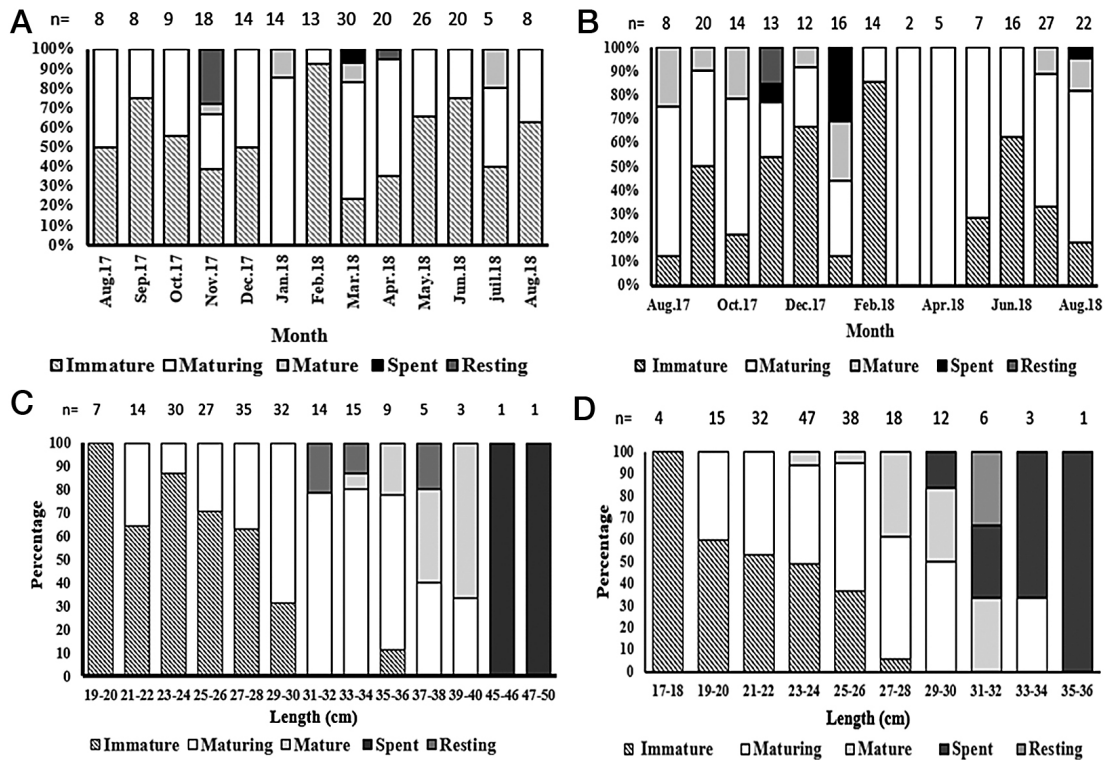 A
n= 8 8 9 18 14 14 13 30 20 26 20 5 8
100%
90%
80%
70%
60%
50%
40%
30%
20%
10%
0%
Aug.17 Sep.17 Oct.17 Nov.17 Dec.17 Jan.18 Feb.18 Mar.18 Apr.18 May.18 Jun.18 juil.18 Aug.18
Month
Immature Maturing Mature Spent Resting
B
n= 8 20 14 13 12 16 14 2 5 7 16 27 22
100%
90%
80%
70%
60%
50%
40%
30%
20%
10%
0%
Aug.17 Oct.17 Dec.17 Feb.18 Apr.18 Jun.18 Aug.18
Month
Immature Maturing Mature Spent Resting
C
n= 7 14 30 27 35 32 14 15 9 5 3 1 1
Percentage
100
90
80
70
60
50
40
30
20
10
0
19-20 21-22 23-24 25-26 27-28 29-30 31-32 33-34 35-36 37-38 39-40 45-46 47-50
Length (cm)
Immature Maturing Mature Spent Resting
D
n= 4 15 32 47 38 18 12 6 3 1
Percentage
100
90
80
70
60
50
40
30
20
10
0
17-18 19-20 21-22 23-24 25-26 27-28 29-30 31-32 33-34 35-36
Length (cm)
Immature Maturing Mature Spent Resting